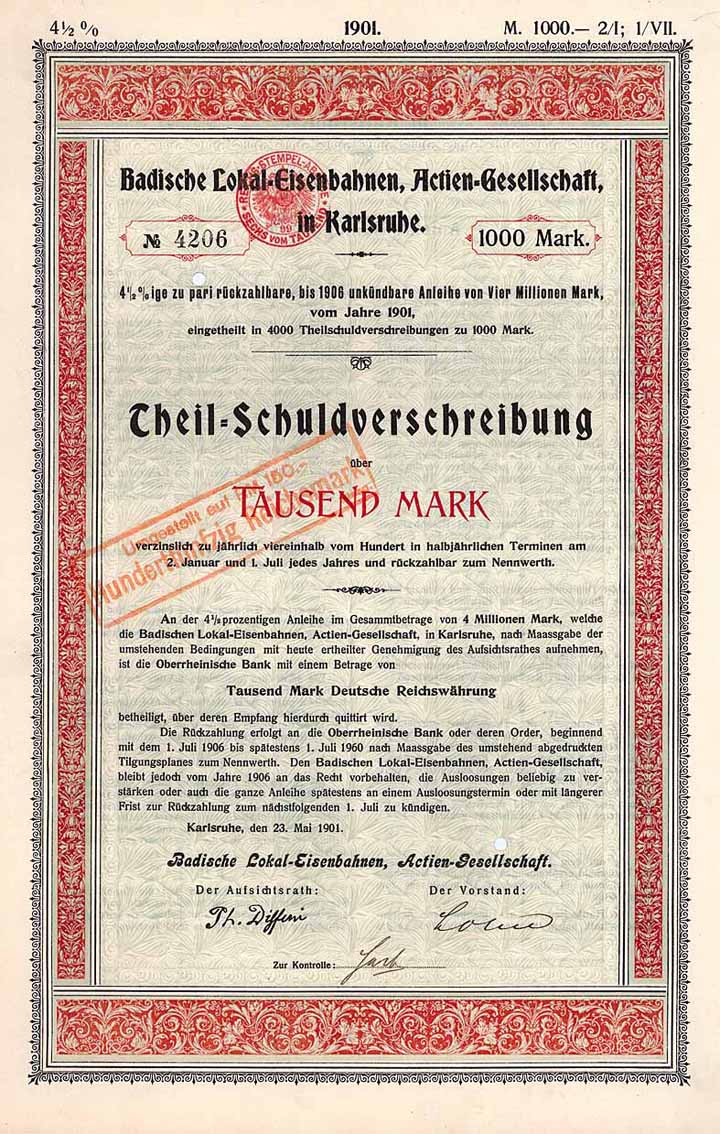 4½ %
1901.
M. 1000.— 2/I; 1/VII.
Badische Lokal-Eisenbahnen, Actien-Gesellschaft,
in Karlsruhe.
№ 4206
1000 Mark.
4½%ige zu pari rückzahlbare, bis 1906 unkündbare Anleihe von Vier Millionen Mark,
vom Jahre 1901,
eingetheilt in 4000 Theilschuldverschreibungen zu 1000 Mark.
Theil-Schuldverschreibung
über
TAUSEND MARK
Umgestellt auf 150.-
Hundertfünfzig
verzinslich zu jährlich viereinhalb vom Hundert in halbjährlichen Terminen am
2. Januar und 1. Juli jedes Jahres und rückzahlbar zum Nennwerth.
An der 4½prozentigen Anleihe im Gesammtbetrage von 4 Millionen Mark, welche
die Badischen Lokal-Eisenbahnen, Actien-Gesellschaft, in Karlsruhe, nach Maassgabe der
umstehenden Bedingungen mit heute ertheilter Genehmigung des Aufsichtsrathes aufnehmen,
ist die Oberrheinische Bank mit einem Betrage von
Tausend Mark Deutsche Reichswährung
betheiligt, über deren Empfang hierdurch quittirt wird.
Die Rückzahlung erfolgt an die Oberrheinische Bank oder deren Order, beginnend
mit dem 1. Juli 1906 bis spätestens 1. Juli 1960 nach Maassgabe des umstehend abgedruckten
Tilgungsplanes zum Nennwerth. Den Badischen Lokal-Eisenbahnen, Actien-Gesellschaft,
bleibt jedoch vom Jahre 1906 an das Recht vorbehalten, die Ausloosungen beliebig zu ver-
stärken oder auch die ganze Anleihe spätestens an einem Ausloosungstermin oder mit längerer
Frist zur Rückzahlung zum nächstfolgenden 1. Juli zu kündigen.
Karlsruhe, den 23. Mai 1901.
Badische Lokal-Eisenbahnen, Actien-Gesellschaft.
Der Aufsichtsrath:
Der Vorstand:
Zur Kontrolle: